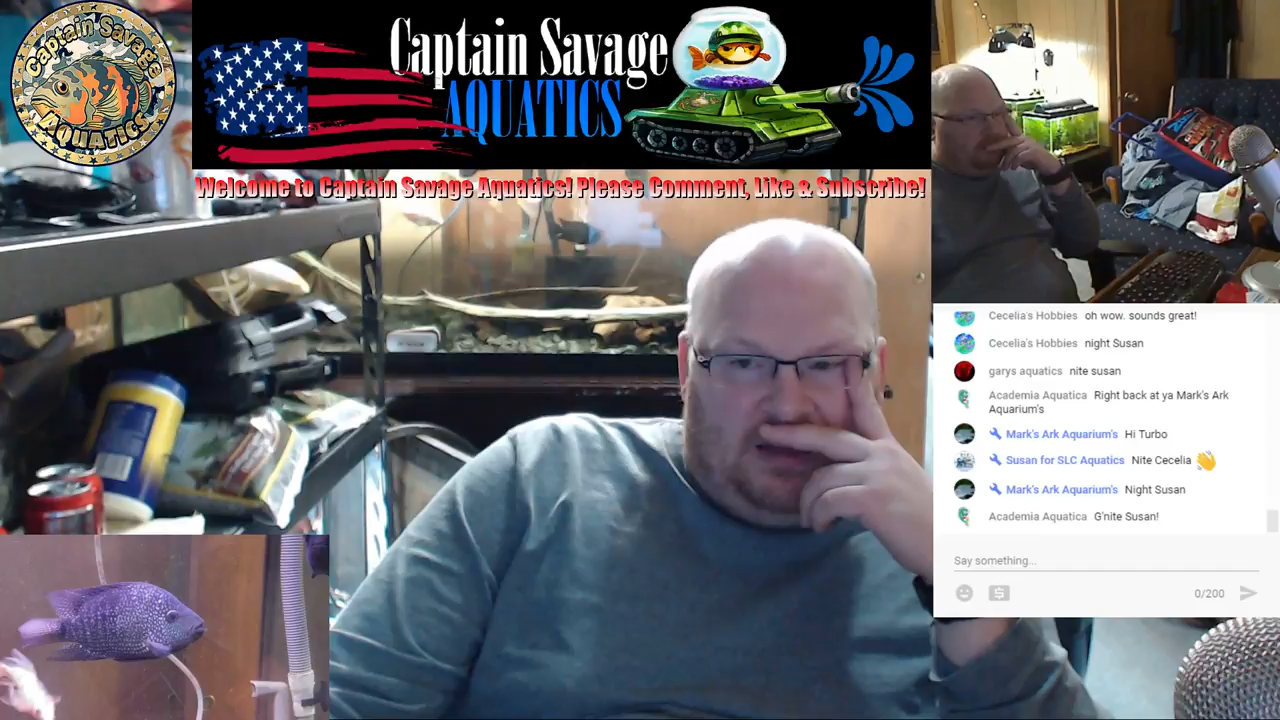 Captain Savage
AQUATICS
Captain Savage
AQUATICS
Welcome to Captain Savage Aquatics! Please Comment, Like & Subscribe!
Cecelia's Hobbies oh wow. sounds great!
Cecelia's Hobbies night Susan
garys aquatics nite susan
Academia Aquatica Right back at ya Mark's Ark
Aquarium's
Mark's Ark Aquarium's Hi Turbo
Susan for SLC Aquatics Nite Cecelia 👋
Mark's Ark Aquarium's Night Susan
Academia Aquatica G'nite Susan!
Say something...
0/200